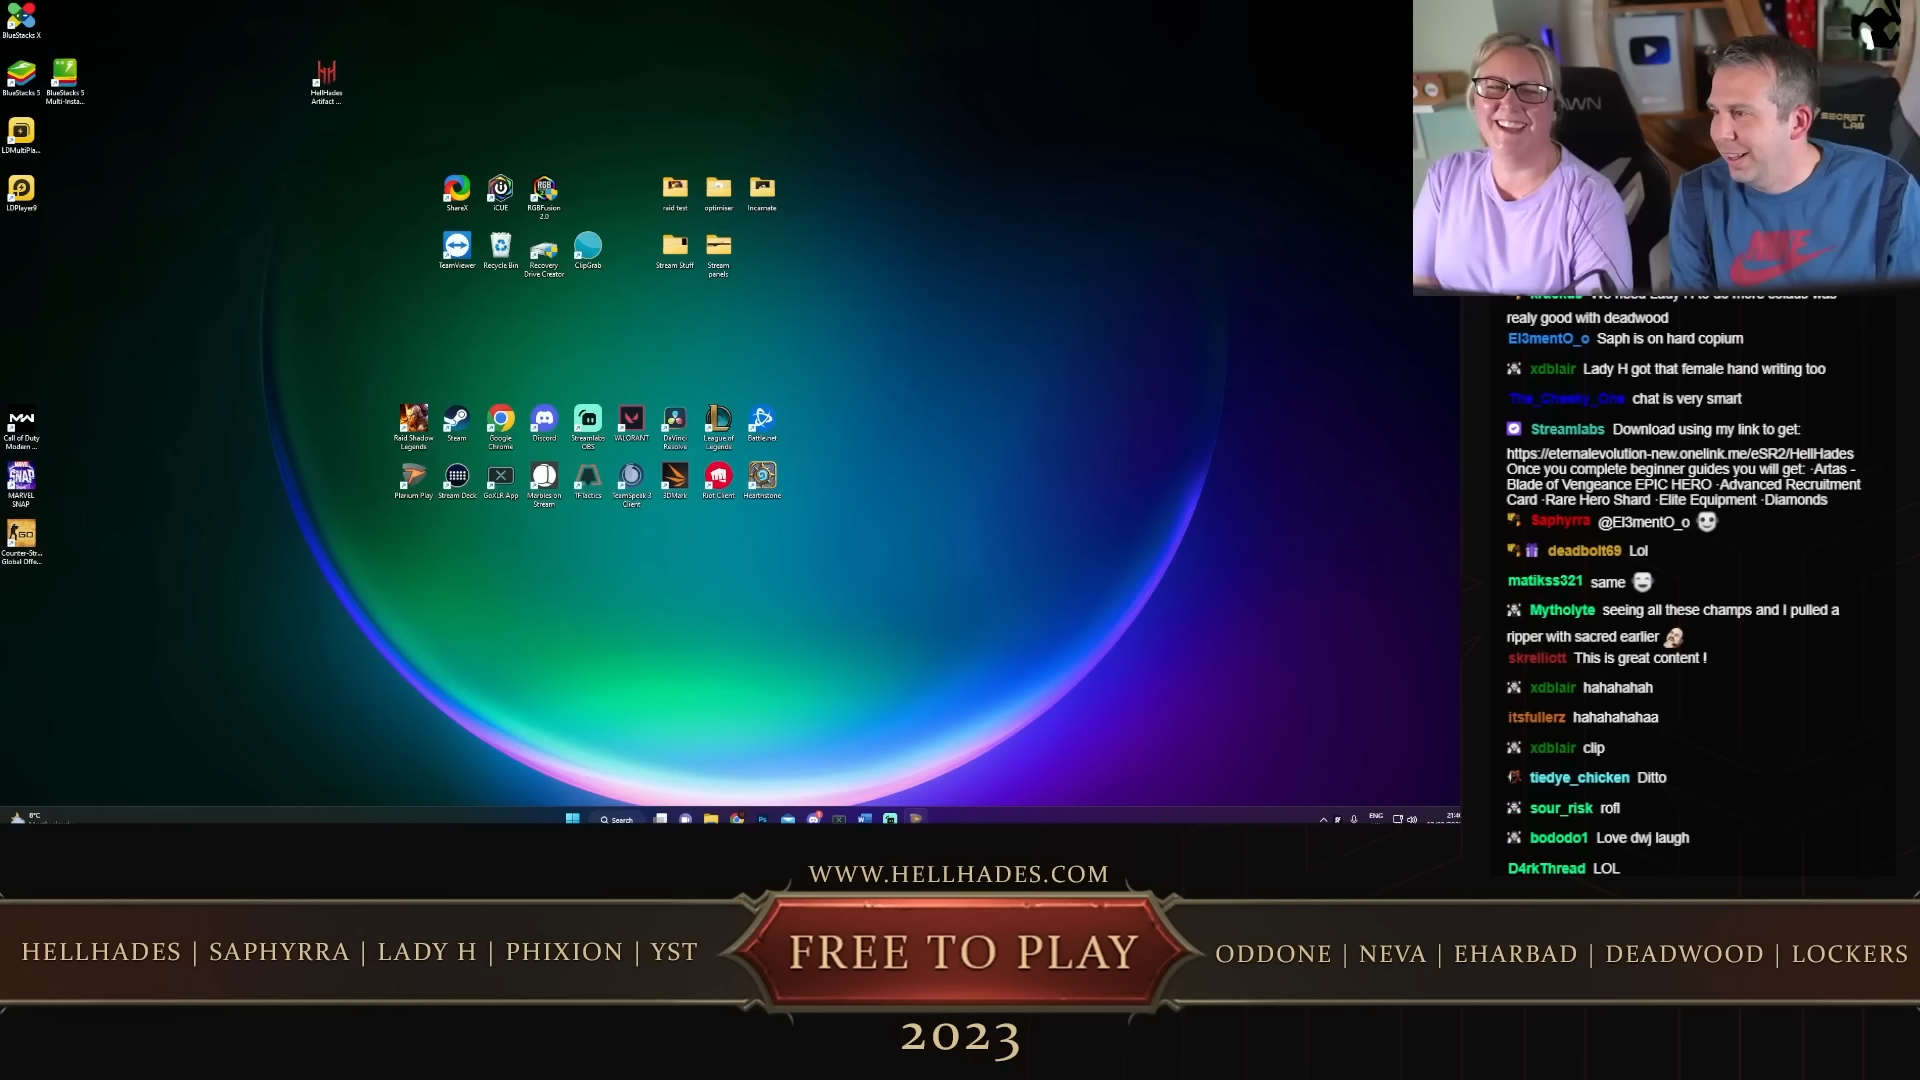 BlueStacks X
BlueStacks 5
BlueStacks 5
Multi-Insta...
HellHades
Artifact ...
LDMultiPla...
LDPlayer9
ShareX
iCUE
RGBFusion
2.0
raid test
optimiser
Incarnate
TeamViewer
Recycle Bin
Recovery
Drive Creator
ClipGrab
Stream Stuff
Stream
panels
Call of Duty
Modern ...
MARVEL
SNAP
Counter-Str...
Global Offe...
Raid Shadow
Legends
Steam
Google
Chrome
Discord
Streamlabs
OBS
VALORANT
DaVinci
Resolve
League of
Legends
Battle.net
Plarium Play
Stream Deck
GoXLR App
Marbles on
Stream
TFTactics
TeamSpeak 3
Client
3DMark
Riot Client
Hearthstone
8°C
Search
ENG
SECRET
LAB
NIKE
realy good with deadwood
El3mentO_o Saph is on hard copium
xdblair Lady H got that female hand writing too
The_Cheeky_One chat is very smart
Streamlabs Download using my link to get:
https://eternalevolution-new.onelink.me/eSR2/HellHades
Once you complete beginner guides you will get: ·Artas -
Blade of Vengeance EPIC HERO ·Advanced Recruitment
Card ·Rare Hero Shard ·Elite Equipment ·Diamonds
Saphyrra @El3mentO_o
deadbolt69 Lol
matikss321 same
Mytholyte seeing all these champs and I pulled a
ripper with sacred earlier
skrelliott This is great content !
xdblair hahahahah
itsfullerz hahahahahaa
xdblair clip
tiedye_chicken Ditto
sour_risk rofl
bododo1 Love dwj laugh
D4rkThread LOL
WWW.HELLHADES.COM
HELLHADES | SAPHYRRA | LADY H | PHIXION | YST
FREE TO PLAY
ODDONE | NEVA | EHARBAD | DEADWOOD | LOCKERS
2023